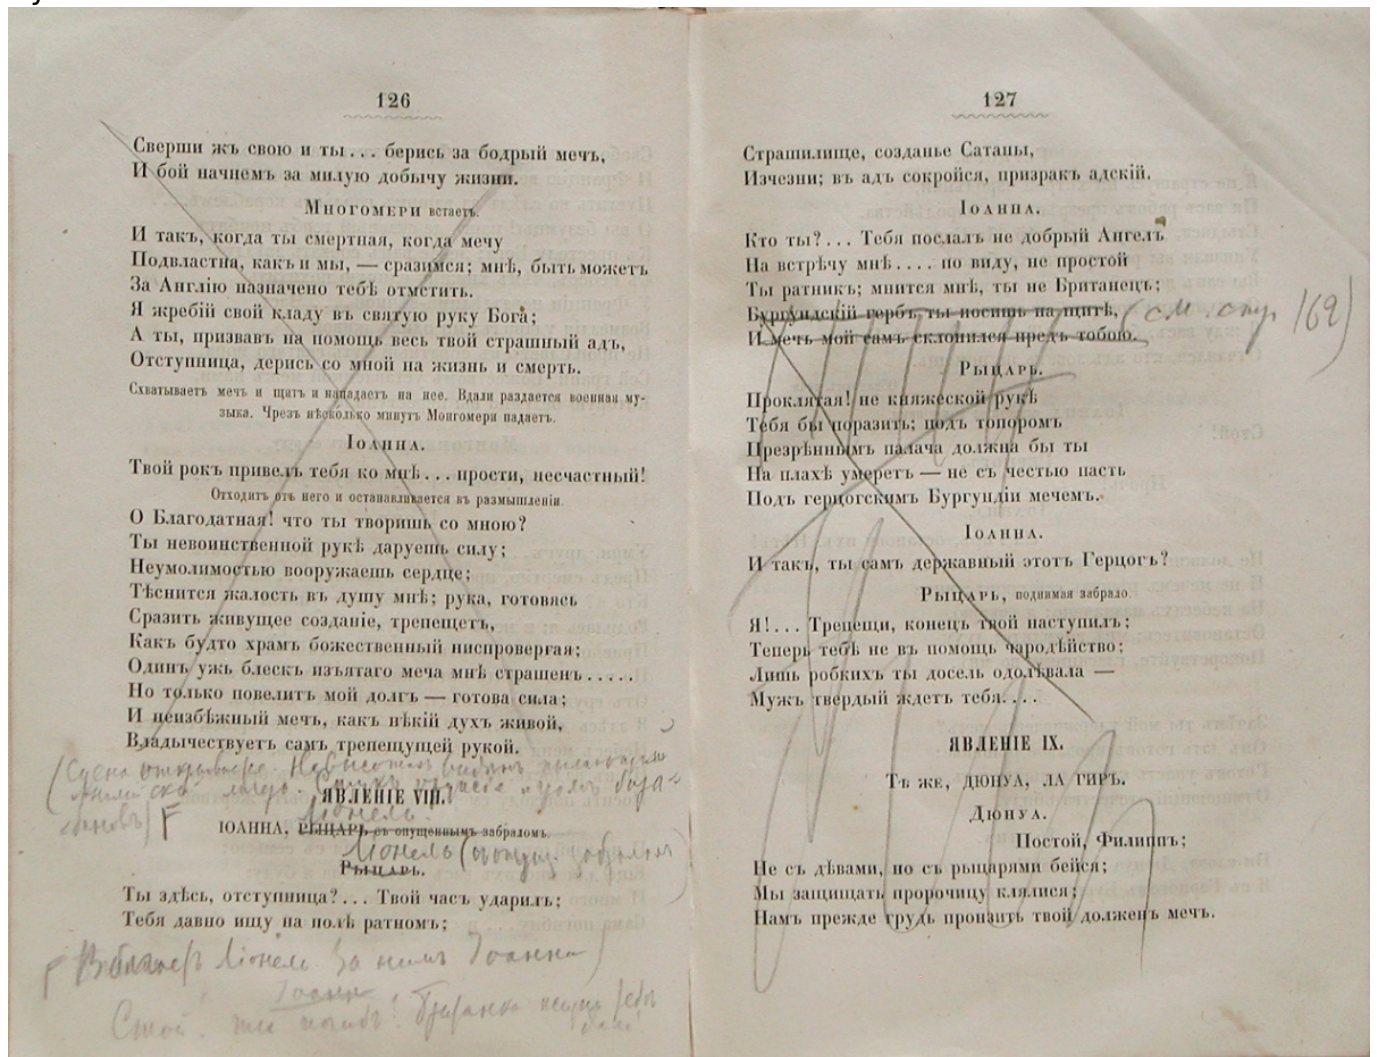 126
Сверши жъ свою и ты... берись за бодрый мечъ,
И бой начнемъ за милую добычу жизни.
Многомери встаетъ.
И такъ, когда ты смертная, когда мечу
Подвластна, какъ и мы, — сразимся; мнѣ, быть можетъ
За Англію назначено тебѣ отмстить.
Я жребій свой кладу въ святую руку Бога;
А ты, призвавъ на помощь весь твой страшный адъ,
Отступница, дерись со мной на жизнь и смерть.
Схватываетъ мечъ и щитъ и нападаетъ на нее. Вдали раздается военная му-
зыка. Чрезъ нѣсколько минутъ Монгомери падаетъ.
Іоанна.
Твой рокъ привелъ тебя ко мнѣ... прости, несчастный!
Отходитъ отъ него и останавливается въ размышленіи.
О Благодатная! что ты творишь со мною?
Ты невоинственной рукѣ даруешь силу;
Неумолимостью вооружаешь сердце;
Тѣснится жалость въ душу мнѣ; рука, готовясь
Сразить живущее созданіе, трепещетъ,
Какъ будто храмъ божественный ниспровергая;
Одинъ ужь блескъ изъятаго меча мнѣ страшенъ.....
Но только повелитъ мой долгъ — готова сила;
И неизбѣжный мечъ, какъ нѣкій духъ живой,
Владычествуетъ самъ трепещущей рукой.
(Сцена открывается.
ЯВЛЕНІЕ VIII.
Ліонель.
ІОАННА, РЫЦАРЬ съ опущеннымъ забраломъ.
Ліонель (
Рыцарь.
Ты здѣсь, отступница?... Твой часъ ударилъ;
Тебя давно ищу на полѣ ратномъ;
Ліонель за нимъ Іоанна)
Іоанна
Стой!
127
Страшилище, созданье Сатаны,
Изчезни; въ адъ сокройся, призракъ адскій.
Іоанна.
Кто ты?... Тебя послалъ не добрый Ангелъ
На встрѣчу мнѣ.... по виду, не простой
Ты ратникъ; мнится мнѣ, ты не Британецъ;
Бургундскій гербъ, ты носишь на щитѣ, (см. стр. 169)
И мечъ мой самъ склонился предъ тобою.
Рыцарь.
Проклятая! не княжеской рукѣ
Тебя бы поразить; подъ топоромъ
Презрѣннымъ палача должна бы ты
На плахѣ умереть — не съ честью пасть
Подъ герцогскимъ Бургундіи мечемъ.
Іоанна.
И такъ, ты самъ державный этотъ Герцогъ?
Рыцарь, поднимая забрало.
Я!... Трепещи, конецъ твой наступилъ;
Теперь тебѣ не въ помощь чародѣйство;
Лишь робкихъ ты досель одолѣвала —
Мужъ твердый ждетъ тебя....
ЯВЛЕНІЕ IX.
Тѣ же, ДЮНУА, ЛА ГИРЪ.
Дюнуа.
Постой, Филиппъ;
Не съ дѣвами, но съ рыцарями бейся;
Мы защищать пророчицу клялися;
Намъ прежде грудь пронзить твой долженъ мечъ.